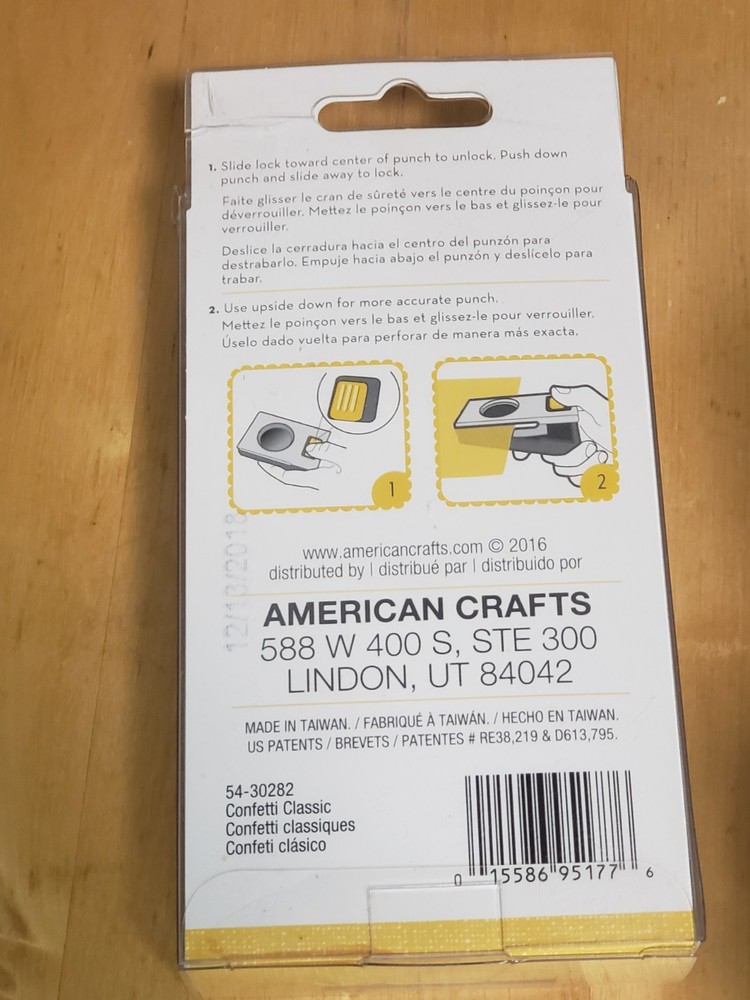 1. Slide lock toward center of punch to unlock. Push down
punch and slide away to lock.
Faite glisser le cran de sûreté vers le centre du poinçon pour
déverrouiller. Mettez le poinçon vers le bas et glissez-le pour
verrouiller.
Deslice la cerradura hacia el centro del punzón para
destrabarlo. Empuje hacia abajo el punzón y deslícelo para
trabar.
2. Use upside down for more accurate punch.
Mettez le poinçon vers le bas et glissez-le pour verrouiller.
Úselo dado vuelta para perforar de manera más exacta.
1
2
12/13/2018
www.americancrafts.com © 2016
distributed by | distribué par | distribuido por
AMERICAN CRAFTS
588 W 400 S, STE 300
LINDON, UT 84042
MADE IN TAIWAN. / FABRIQUÉ À TAIWÁN. / HECHO EN TAIWAN.
US PATENTS / BREVETS / PATENTES # RE38,219 & D613,795.
54-30282
Confetti Classic
Confetti classiques
Confeti clásico
0 15586 95177 6